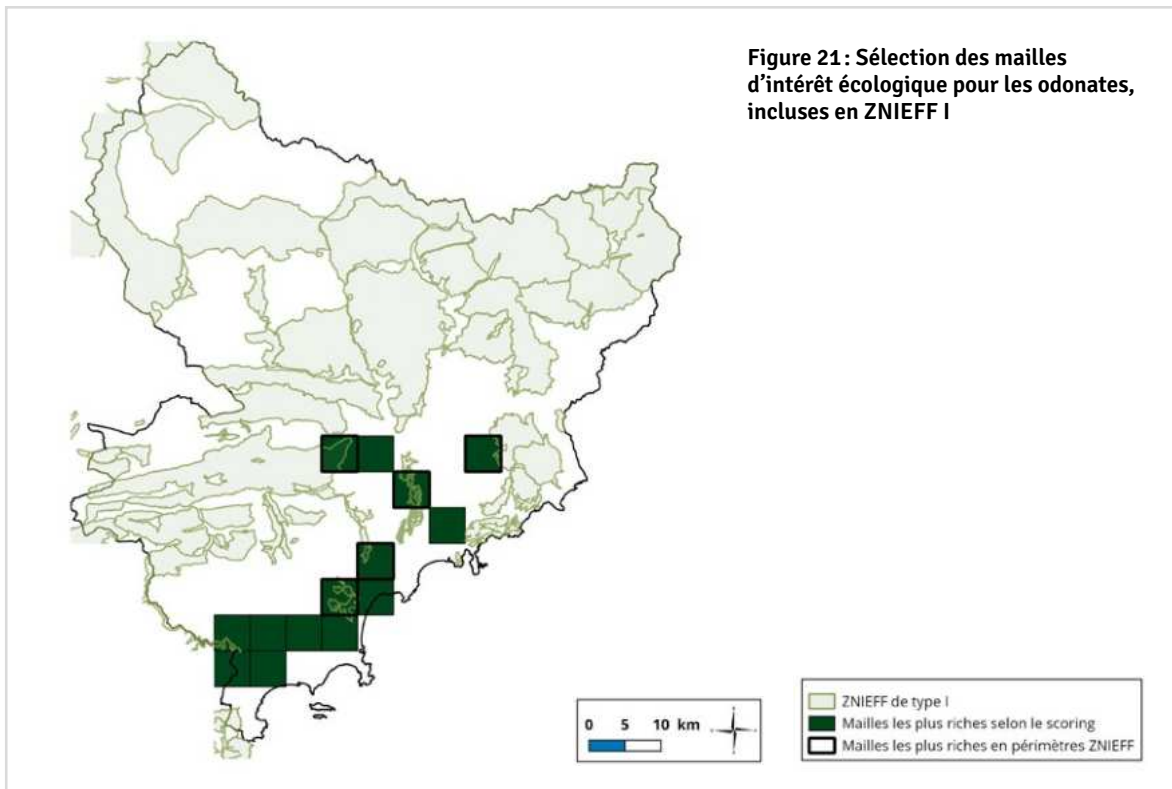 Figure 21 : Sélection des mailles
d’intérêt écologique pour les odonates,
incluses en ZNIEFF I
0 5 10 km
ZNIEFF de type I
Mailles les plus riches selon le scoring
Mailles les plus riches en périmètres ZNIEFF